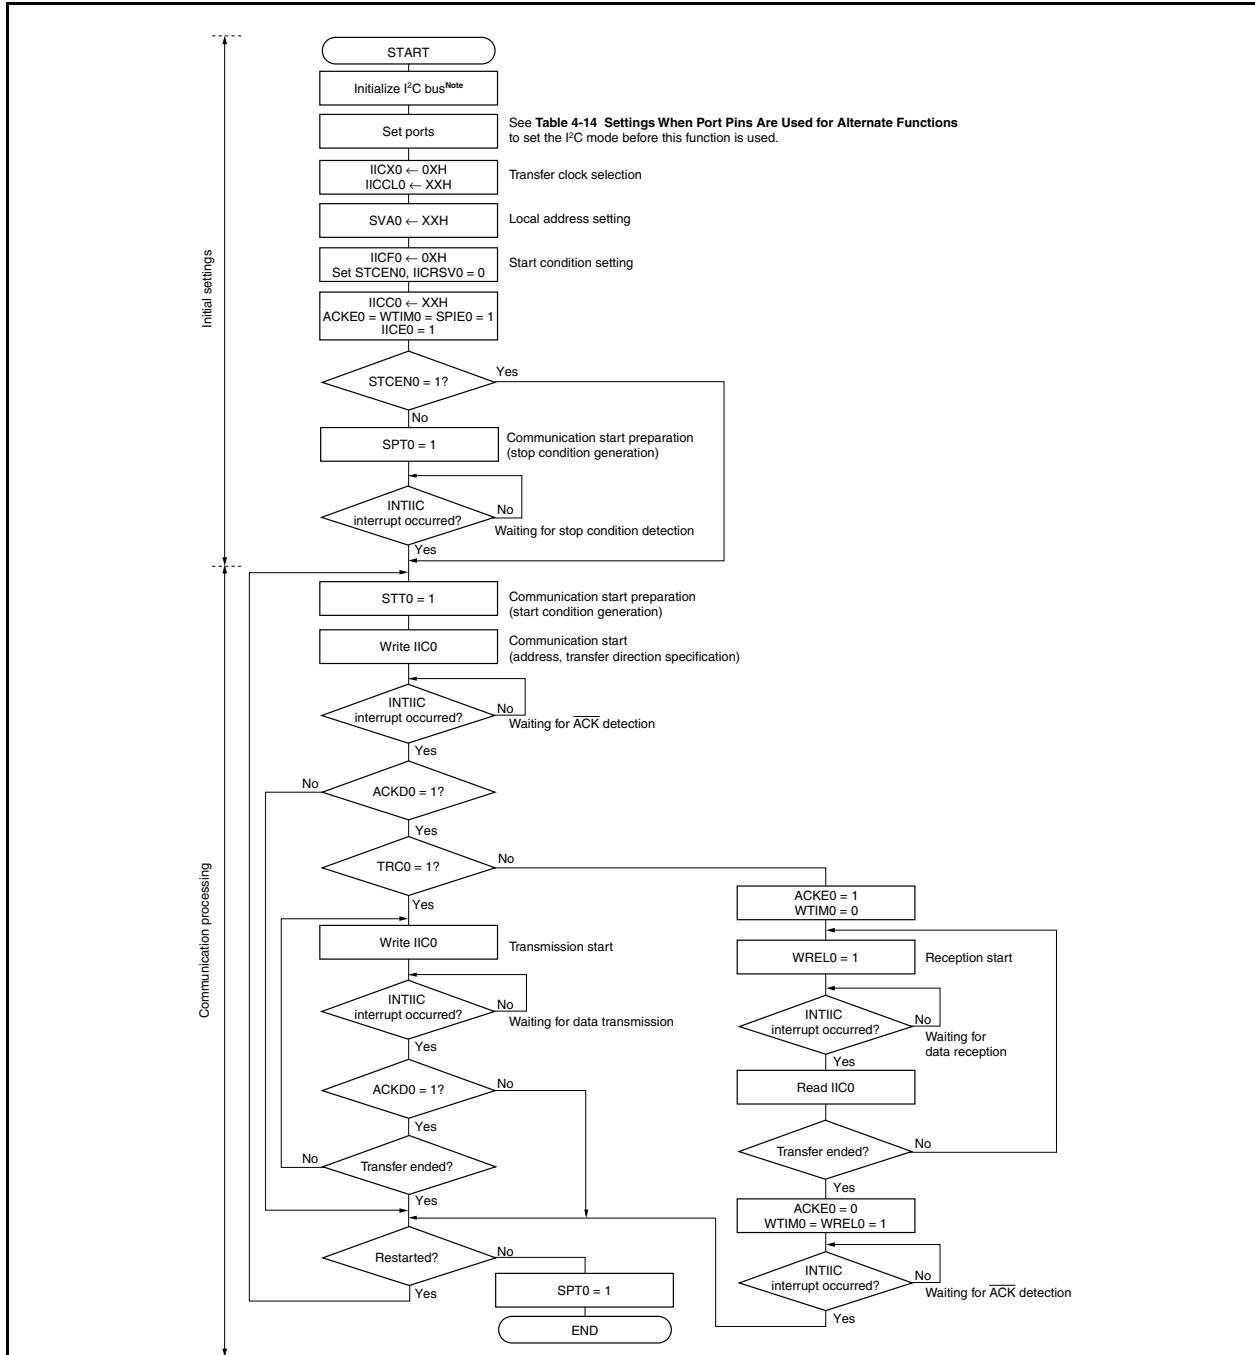 START
Initialize I²C busNote
Set ports
See Table 4-14 Settings When Port Pins Are Used for Alternate Functions
to set the I²C mode before this function is used.
IICX0 ← 0XH
IICCL0 ← XXH
Transfer clock selection
SVA0 ← XXH
Local address setting
IICF0 ← 0XH
Set STCEN0, IICRSV0 = 0
Start condition setting
IICC0 ← XXH
ACKE0 = WTIM0 = SPIE0 = 1
IICE0 = 1
Initial settings
STCEN0 = 1?
Yes
No
SPT0 = 1
Communication start preparation
(stop condition generation)
INTIIC
interrupt occurred?
No
Waiting for stop condition detection
Yes
STT0 = 1
Communication start preparation
(start condition generation)
Write IIC0
Communication start
(address, transfer direction specification)
INTIIC
interrupt occurred?
No
Waiting for ACK detection
Yes
No
ACKD0 = 1?
Yes
TRC0 = 1?
No
Yes
Communication processing
ACKE0 = 1
WTIM0 = 0
Write IIC0
Transmission start
WREL0 = 1
Reception start
INTIIC
interrupt occurred?
No
Waiting for data transmission
Yes
INTIIC
interrupt occurred?
No
Waiting for
data reception
Yes
Read IIC0
ACKD0 = 1?
No
Yes
Transfer ended?
No
Yes
Transfer ended?
No
Yes
ACKE0 = 0
WTIM0 = WREL0 = 1
Restarted?
No
Yes
INTIIC
interrupt occurred?
No
Waiting for ACK detection
Yes
SPT0 = 1
END